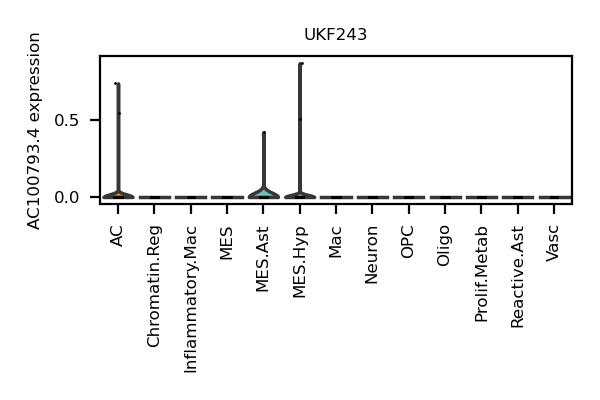 UKF243
AC100793.4 expression
0.5
0.0
AC
Chromatin.Reg
Inflammatory.Mac
MES
MES.Ast
MES.Hyp
Mac
Neuron
OPC
Oligo
Prolif.Metab
Reactive.Ast
Vasc